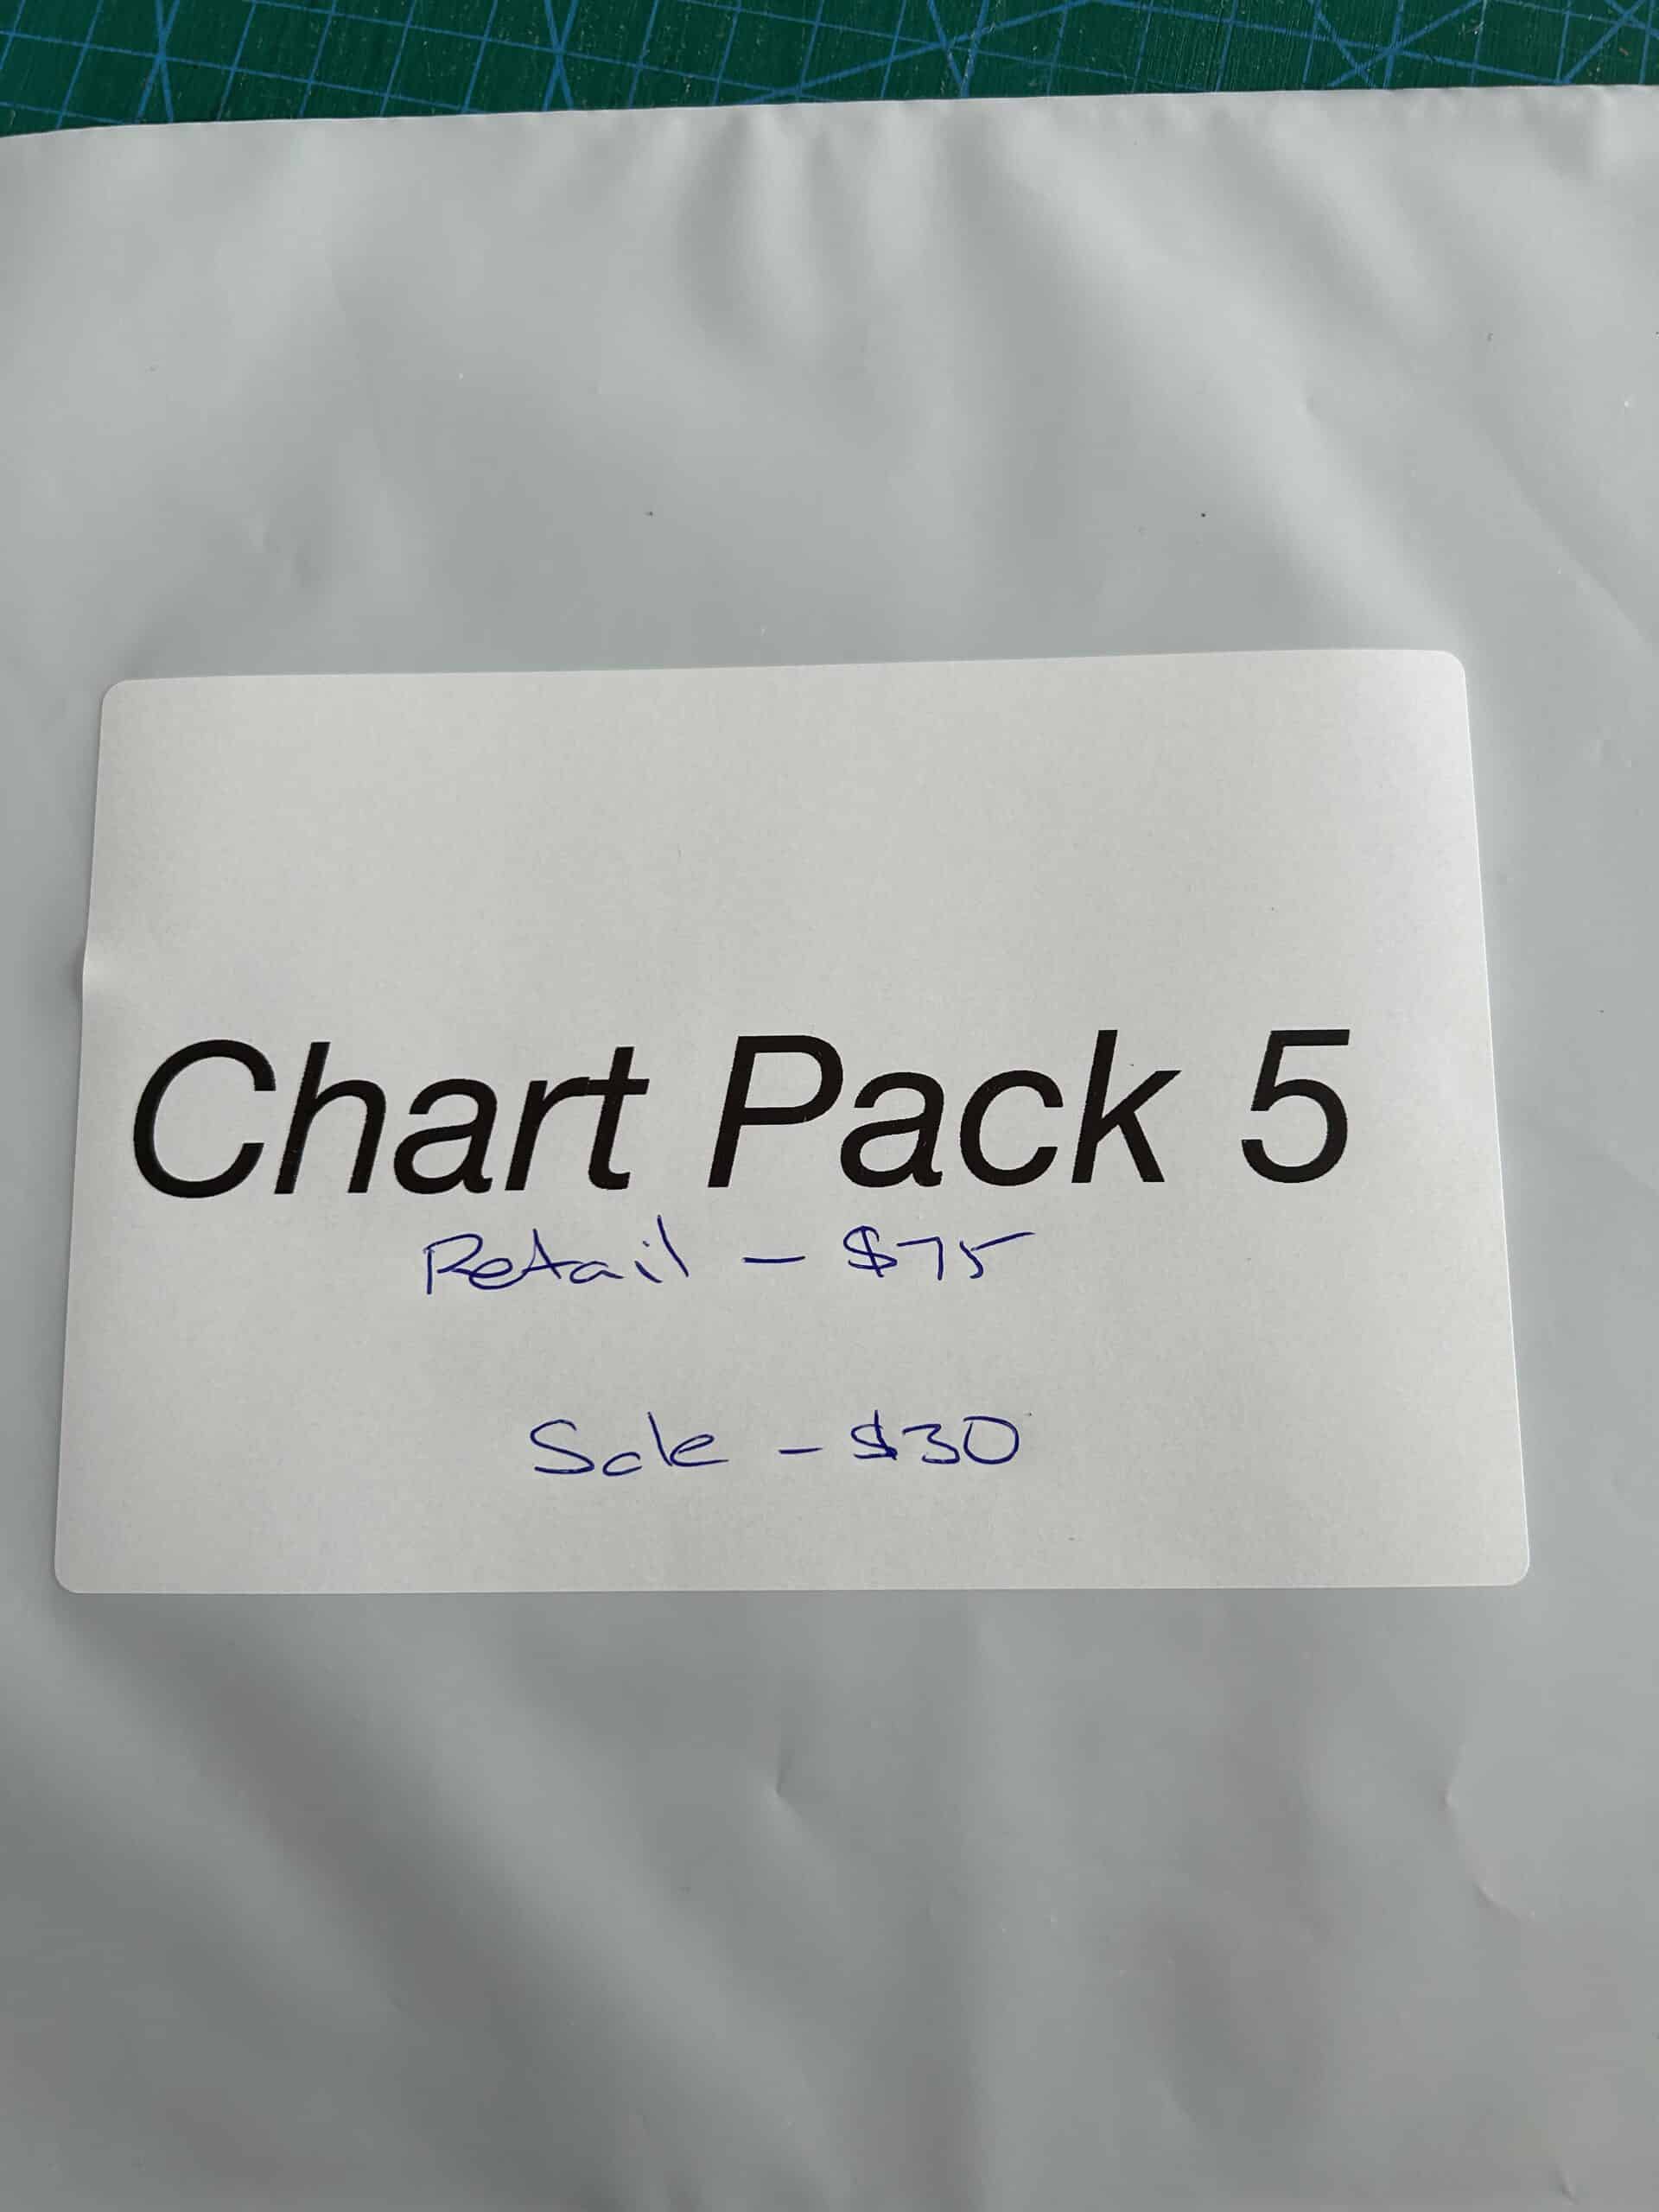 Chart Pack 5
Retail - $75
Sale - $30